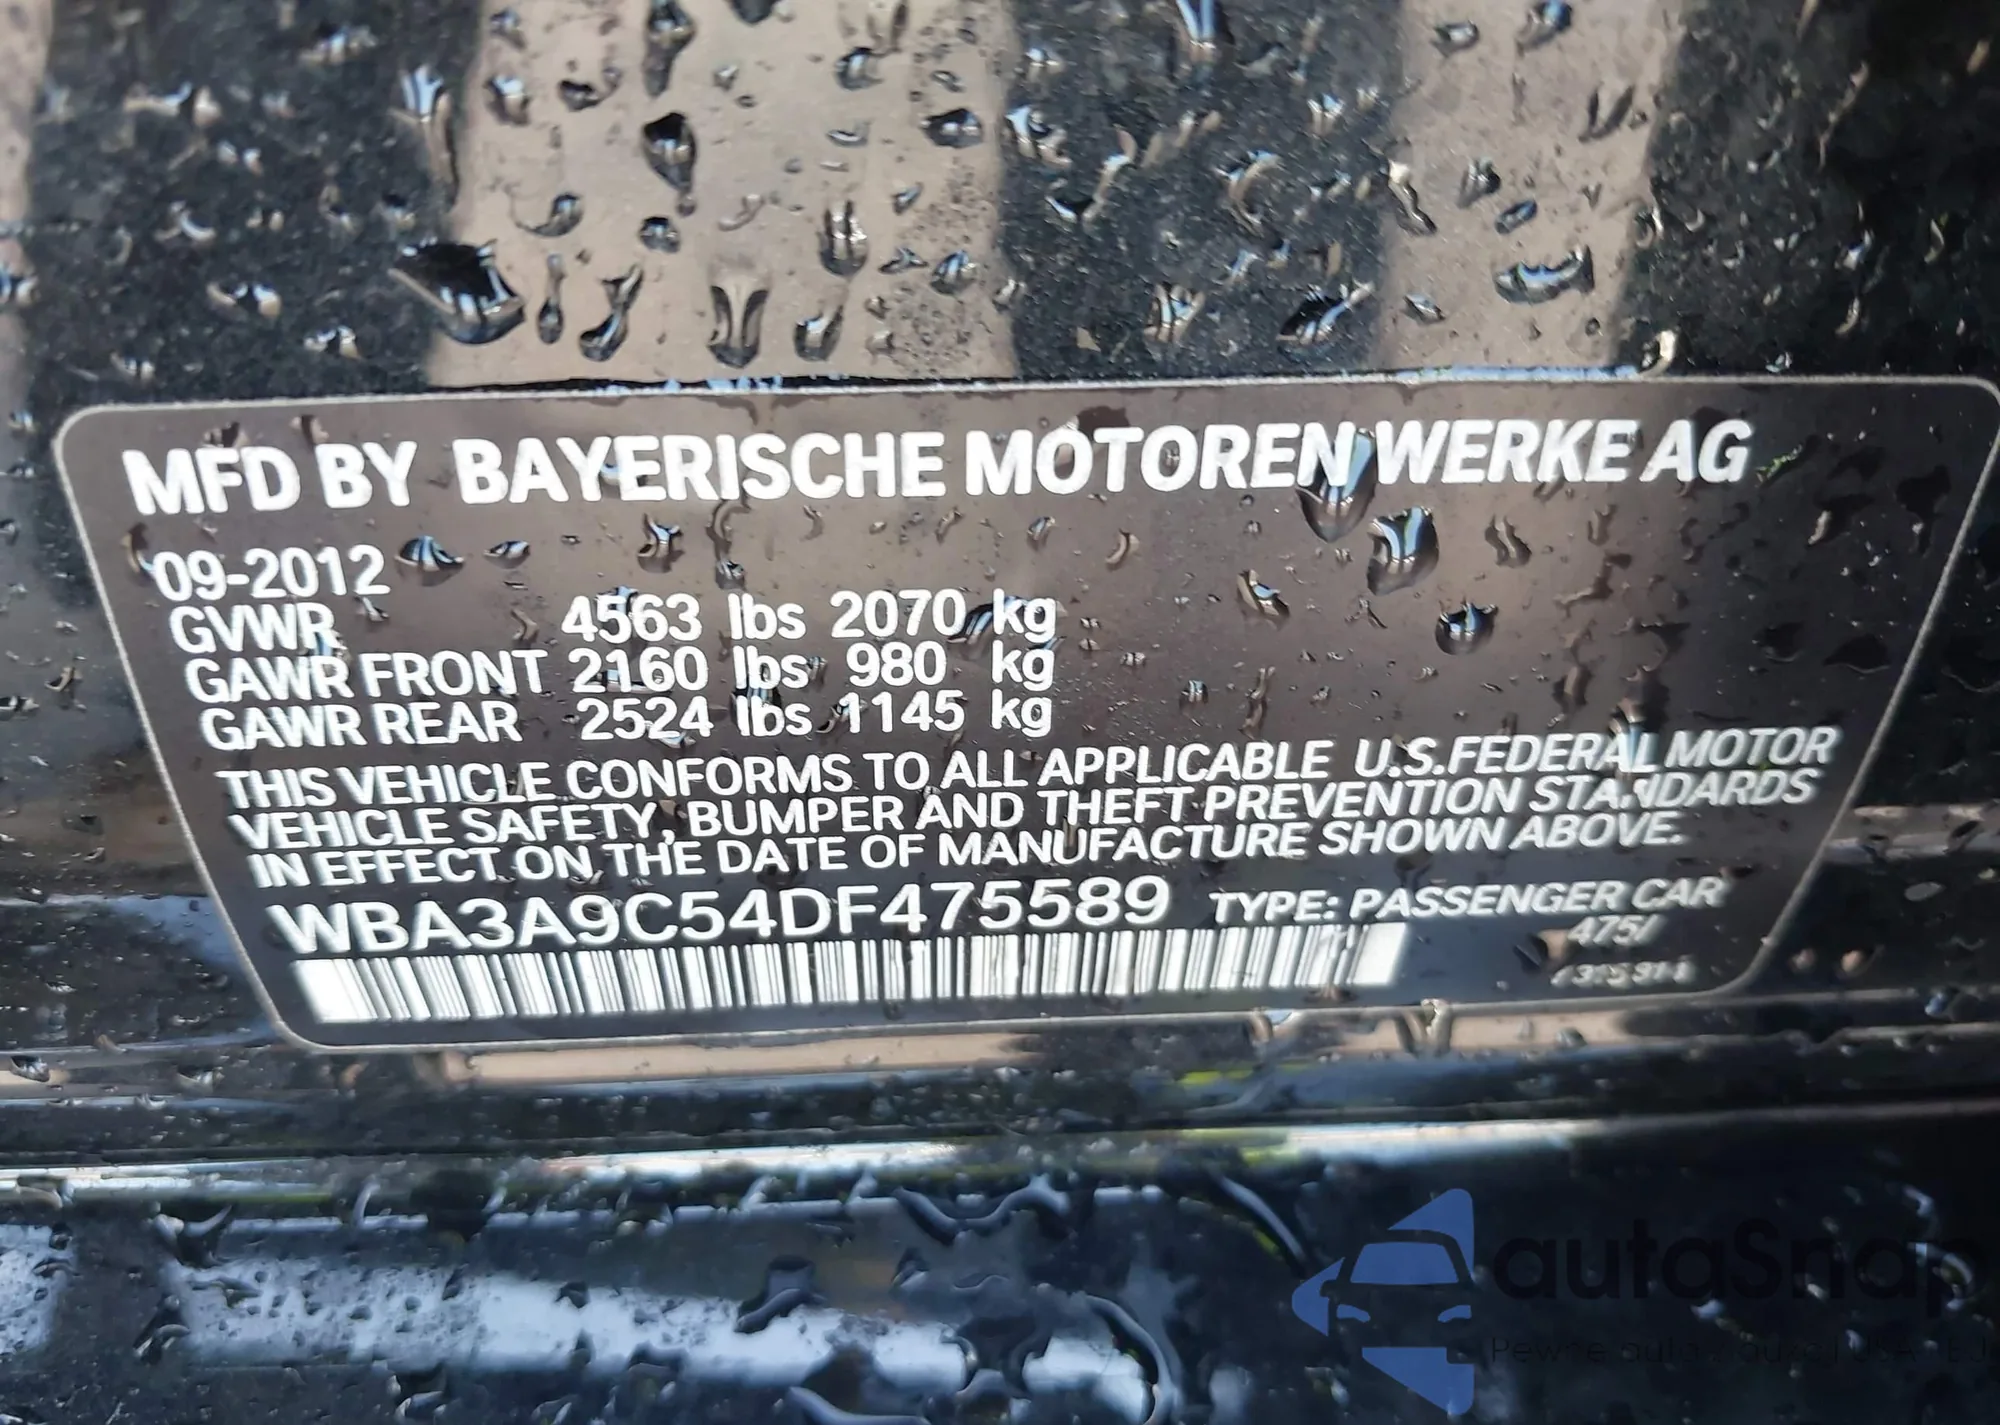 MFD BY BAYERISCHE MOTOREN WERKE AG
09-2012
GVWR 4563 lbs 2070 kg
GAWR FRONT 2160 lbs 980 kg
GAWR REAR 2524 lbs 1145 kg
THIS VEHICLE CONFORMS TO ALL APPLICABLE U.S.FEDERAL MOTOR
VEHICLE SAFETY, BUMPER AND THEFT PREVENTION STANDARDS
IN EFFECT ON THE DATE OF MANUFACTURE SHOWN ABOVE.
WBA3A9C54DF475589 TYPE: PASSENGER CAR
autaSnap